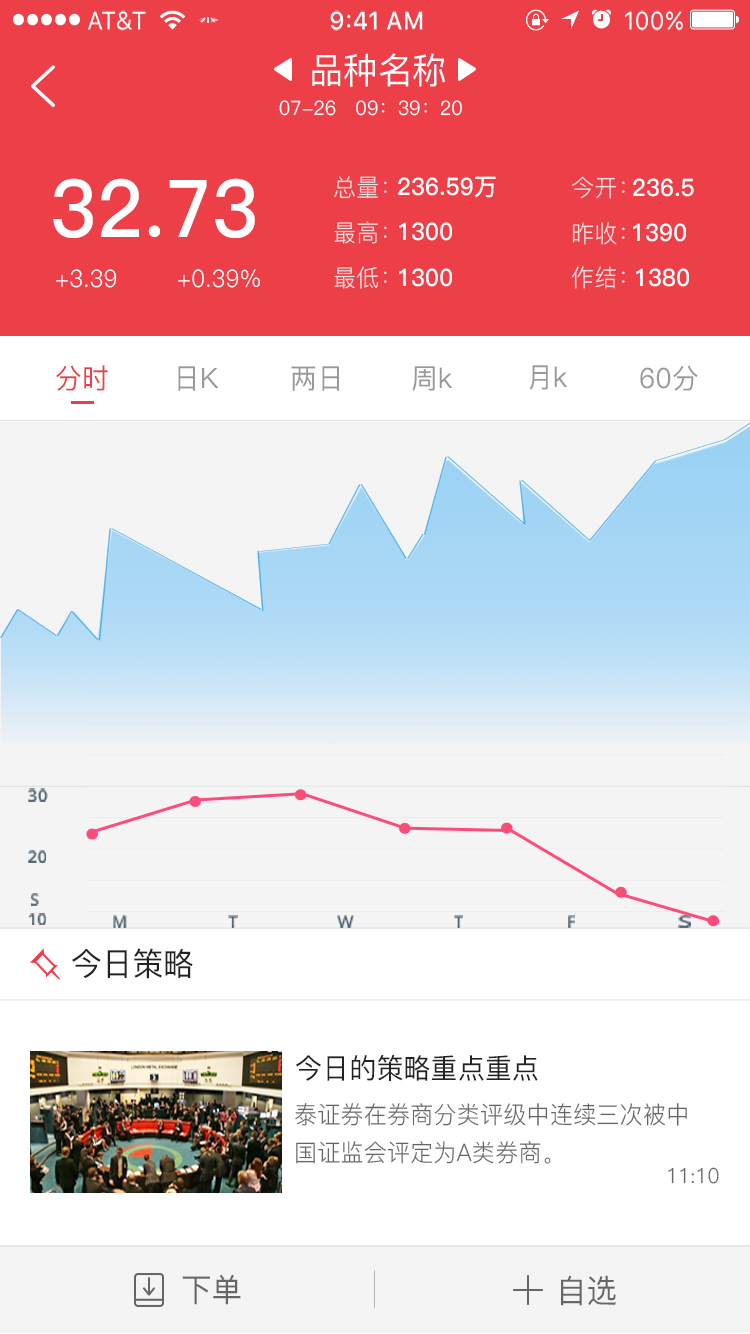 AT&T 9:41 AM 100%
品种名称
07-26 09: 39: 20
32.73
+3.39 +0.39%
总量: 236.59万 今开: 236.5
最高: 1300 昨收: 1390
最低: 1300 作结: 1380
分时 日K 两日 周k 月k 60分
30
20
S
10
M T W T F S
今日策略
LONDON METAL EXCHANGE
今日的策略重点重点
泰证券在券商分类评级中连续三次被中
国证监会评定为A类券商。
11:10
下单 自选